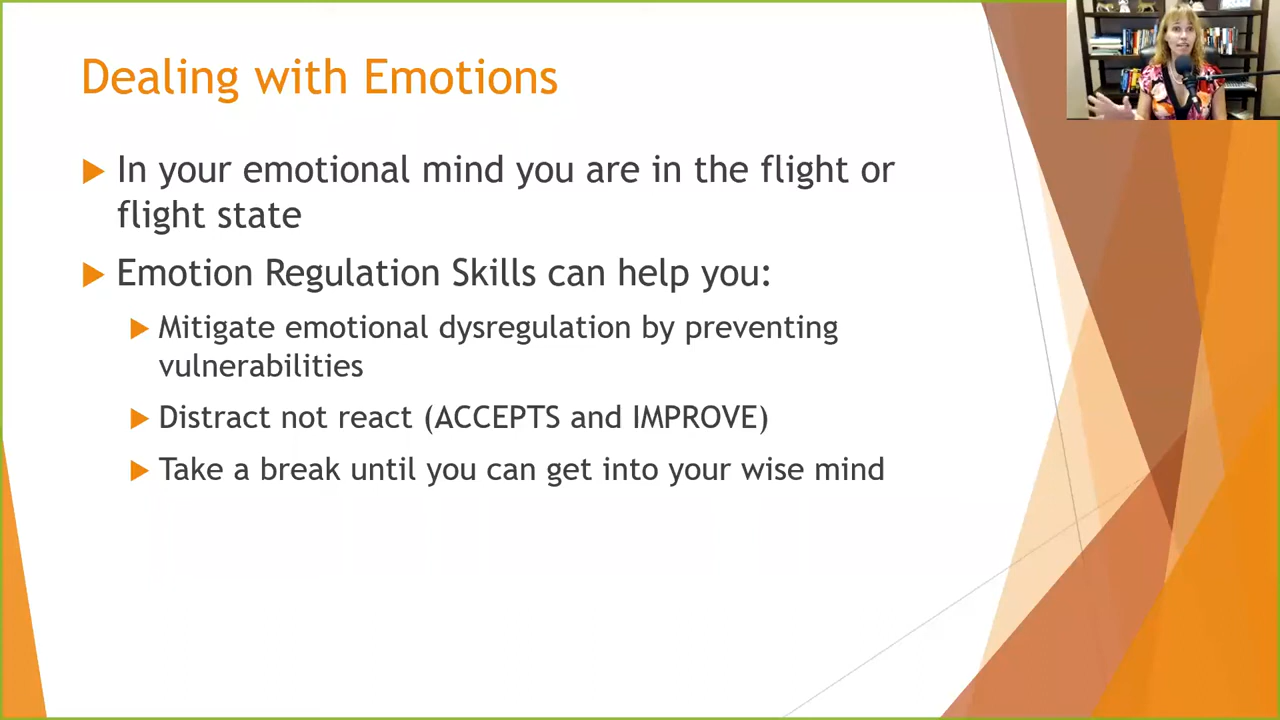 Dealing with Emotions
In your emotional mind you are in the flight or
flight state
Emotion Regulation Skills can help you:
Mitigate emotional dysregulation by preventing
vulnerabilities
Distract not react (ACCEPTS and IMPROVE)
Take a break until you can get into your wise mind